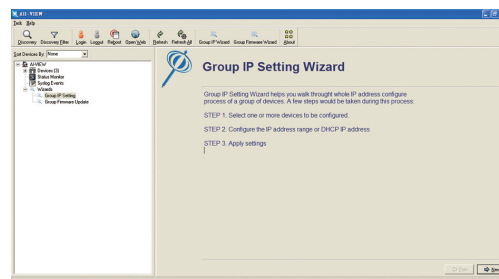 AIS-VIEW
Task Help
Discovery Discovery Filter Login Logout Reboot Open Web Refresh Refresh All Group IP Wizard Group Firmware Wizard About
Sort Devices By: None
AI-VIEW
Devices (3)
Status Monitor
Syslog Events
Wizards
Group IP Setting
Group Firmware Update
Group IP Setting Wizard
Group IP Setting Wizard helps you walk throught whole IP address configure
process of a group of devices. A few steps would be taken during this process:
STEP 1. Select one or more devices to be configured.
STEP 2. Configure the IP address range or DHCP IP address
STEP 3. Apply settings